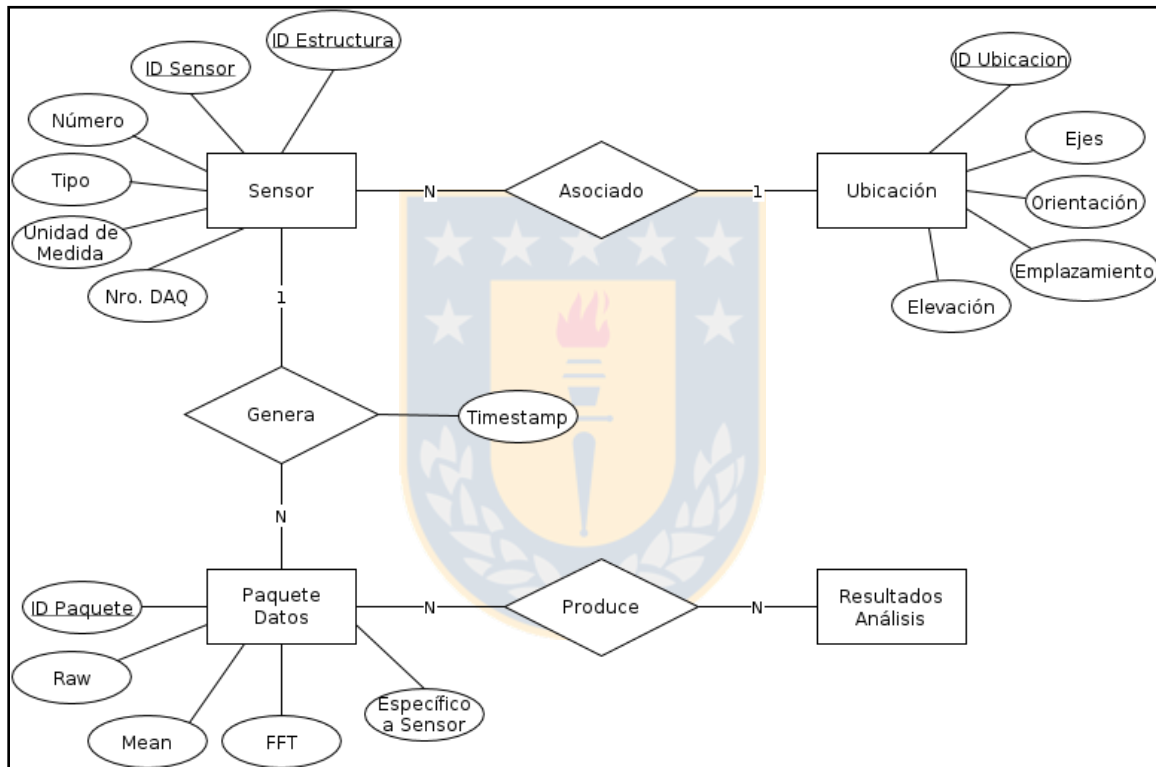 ID Estructura
ID Sensor
ID Ubicacion
Número
Ejes
Tipo
Sensor
N
Asociado
1
Ubicación
Orientación
Unidad de
Medida
Emplazamiento
Nro. DAQ
Elevación
1
Genera
Timestamp
N
ID Paquete
Paquete
Datos
N
Produce
N
Resultados
Análisis
Raw
Específico
a Sensor
Mean
FFT